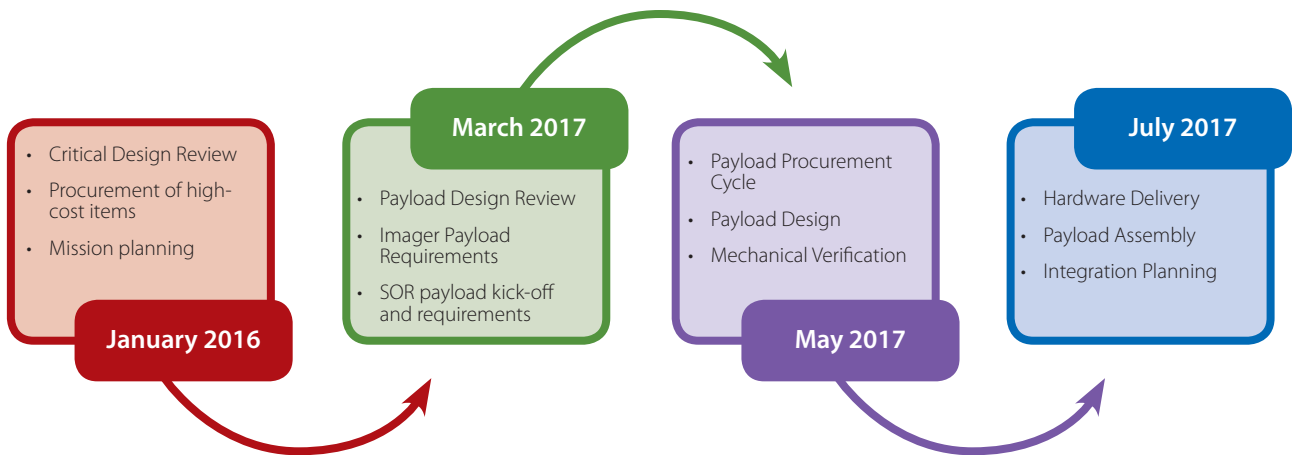 • Critical Design Review
• Procurement of high-
cost items
• Mission planning
January 2016
March 2017
• Payload Design Review
• Imager Payload
Requirements
• SOR payload kick-off
and requirements
• Payload Procurement
Cycle
• Payload Design
• Mechanical Verification
May 2017
July 2017
• Hardware Delivery
• Payload Assembly
• Integration Planning